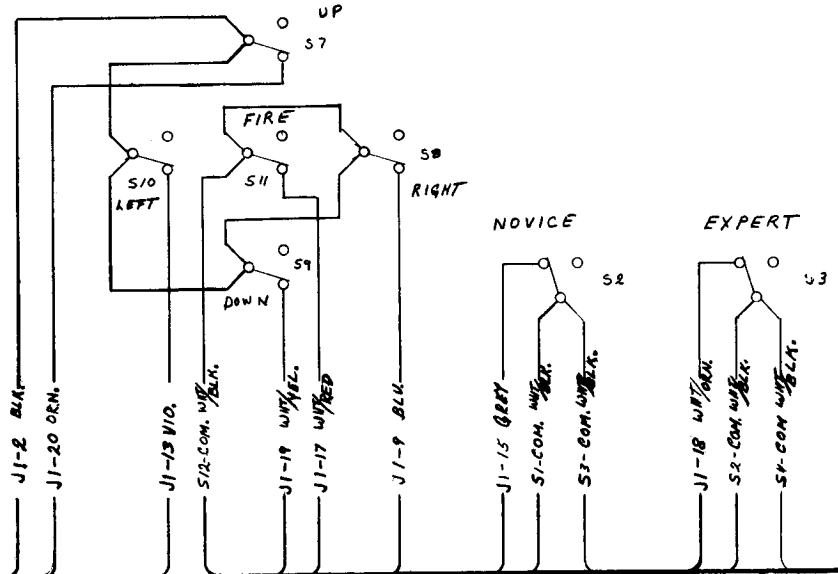 UP
S7
FIRE
S8
S10
S11
LEFT
RIGHT
S9
DOWN
NOVICE
EXPERT
S2
S3
J1-2 BLK.
J1-20 ORN.
J1-13 VIO.
S12-COM. WHT/BLK.
J1-19 WHT/YEL.
J1-17 WHT/RED
J1-9 BLU.
J1-15 GREY
S1-COM. WHT/BLK.
S3-COM. WHT/BLK.
J1-18 WHT/ORN.
S2-COM. WHT/BLK.
S4-COM WHT/BLK.